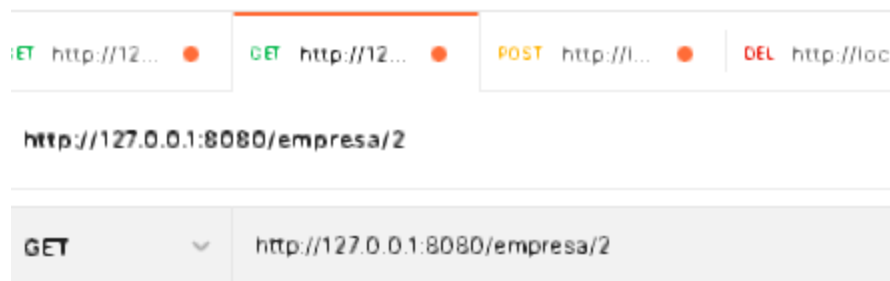 ET http://12... GET http://12... POST http://l... DEL http://loc
http://127.0.0.1:8080/empresa/2
GET http://127.0.0.1:8080/empresa/2